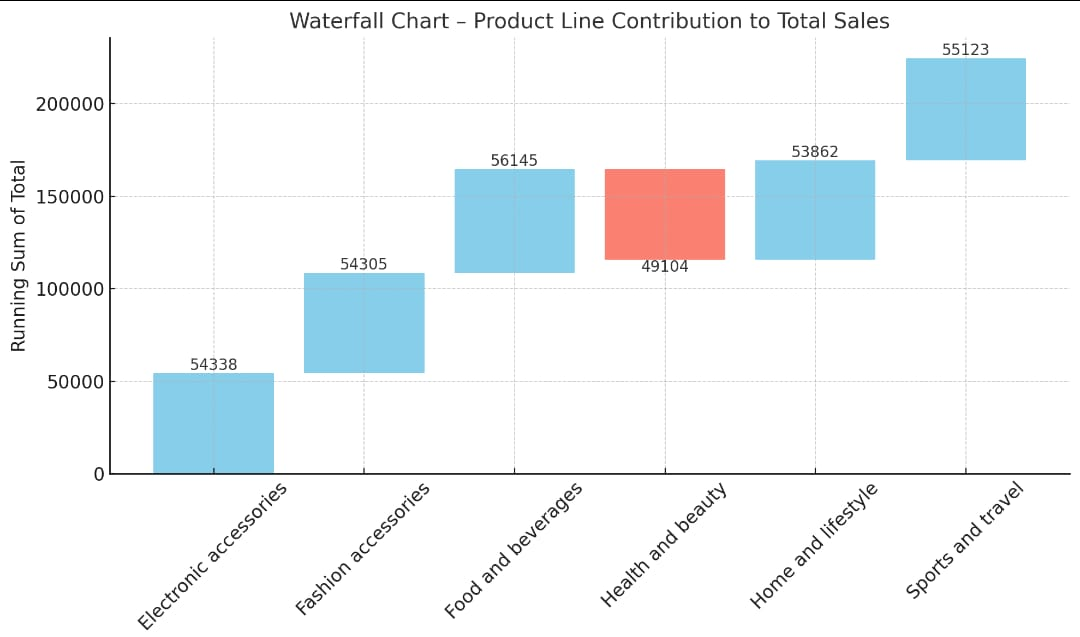 Waterfall Chart – Product Line Contribution to Total Sales
Running Sum of Total
200000
150000
100000
50000
0
54338
54305
56145
49104
53862
55123
Electronic accessories
Fashion accessories
Food and beverages
Health and beauty
Home and lifestyle
Sports and travel